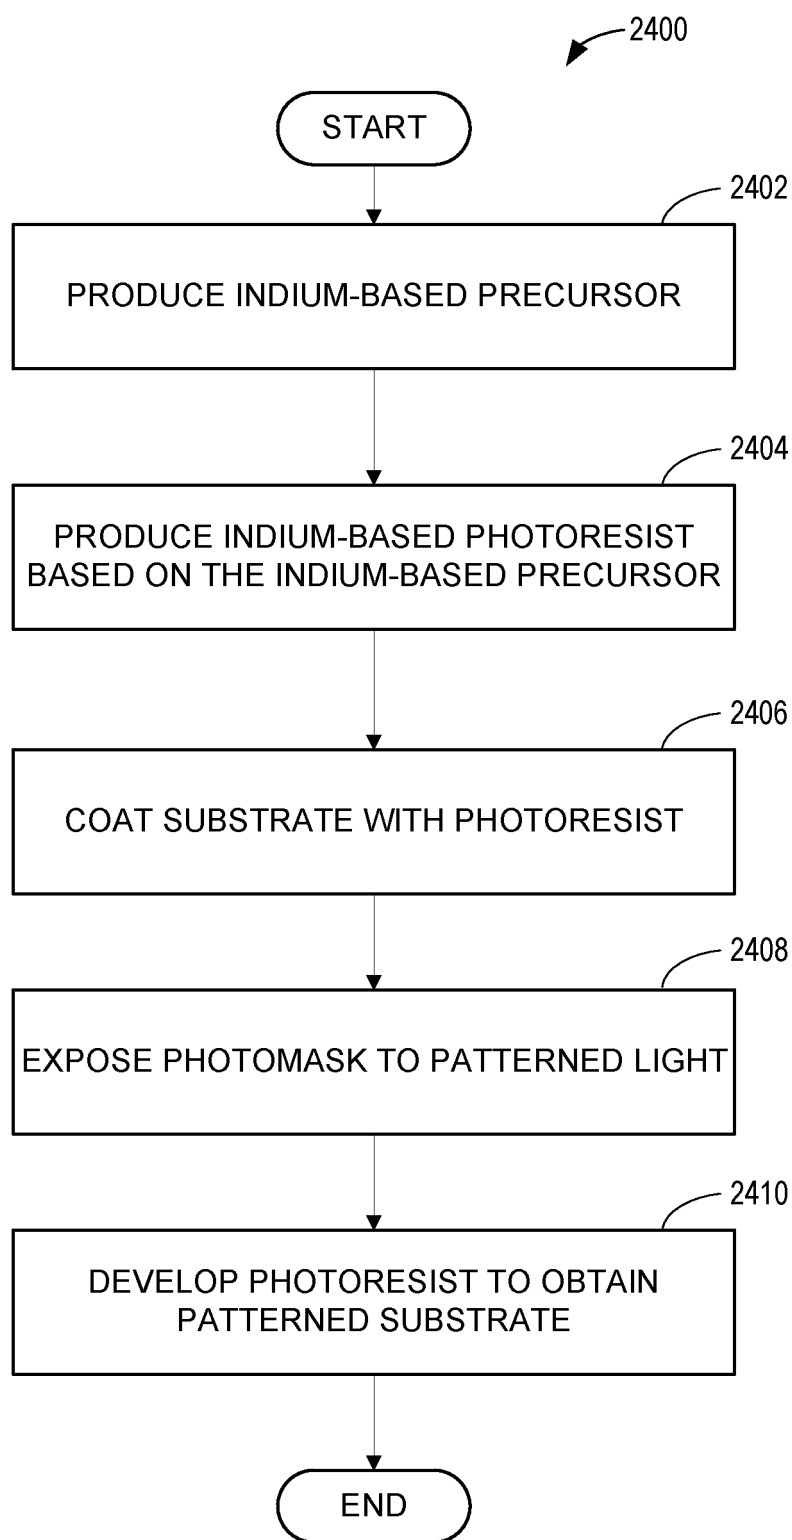 2400
START
2402
PRODUCE INDIUM-BASED PRECURSOR
2404
PRODUCE INDIUM-BASED PHOTORESIST
BASED ON THE INDIUM-BASED PRECURSOR
2406
COAT SUBSTRATE WITH PHOTORESIST
2408
EXPOSE PHOTOMASK TO PATTERNED LIGHT
2410
DEVELOP PHOTORESIST TO OBTAIN
PATTERNED SUBSTRATE
END